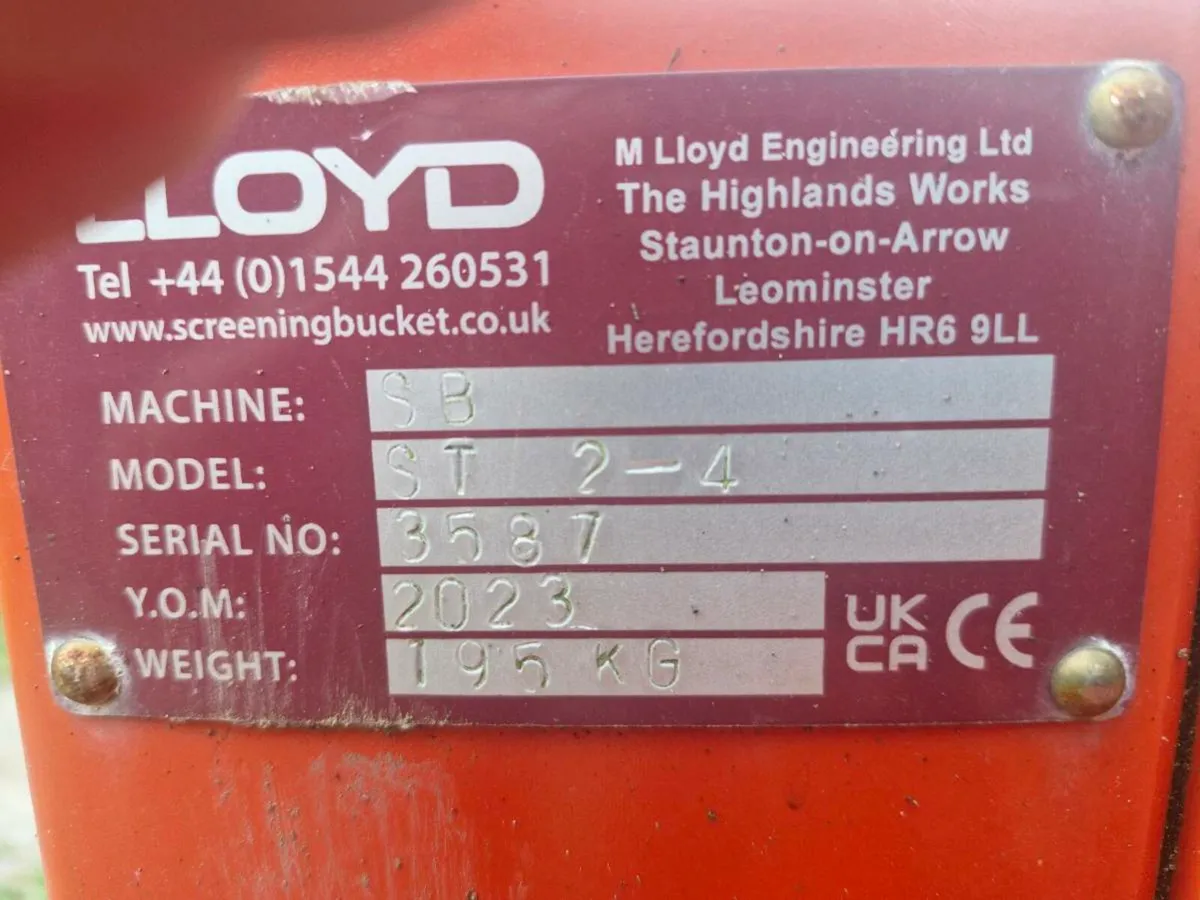 LLOYD
Tel +44 (0)1544 260531
www.screeningbucket.co.uk
M Lloyd Engineering Ltd
The Highlands Works
Staunton-on-Arrow
Leominster
Herefordshire HR6 9LL
MACHINE: SB
MODEL: ST 2-4
SERIAL NO: 3587
Y.O.M: 2023
WEIGHT: 195 KG
UK
CA
CE